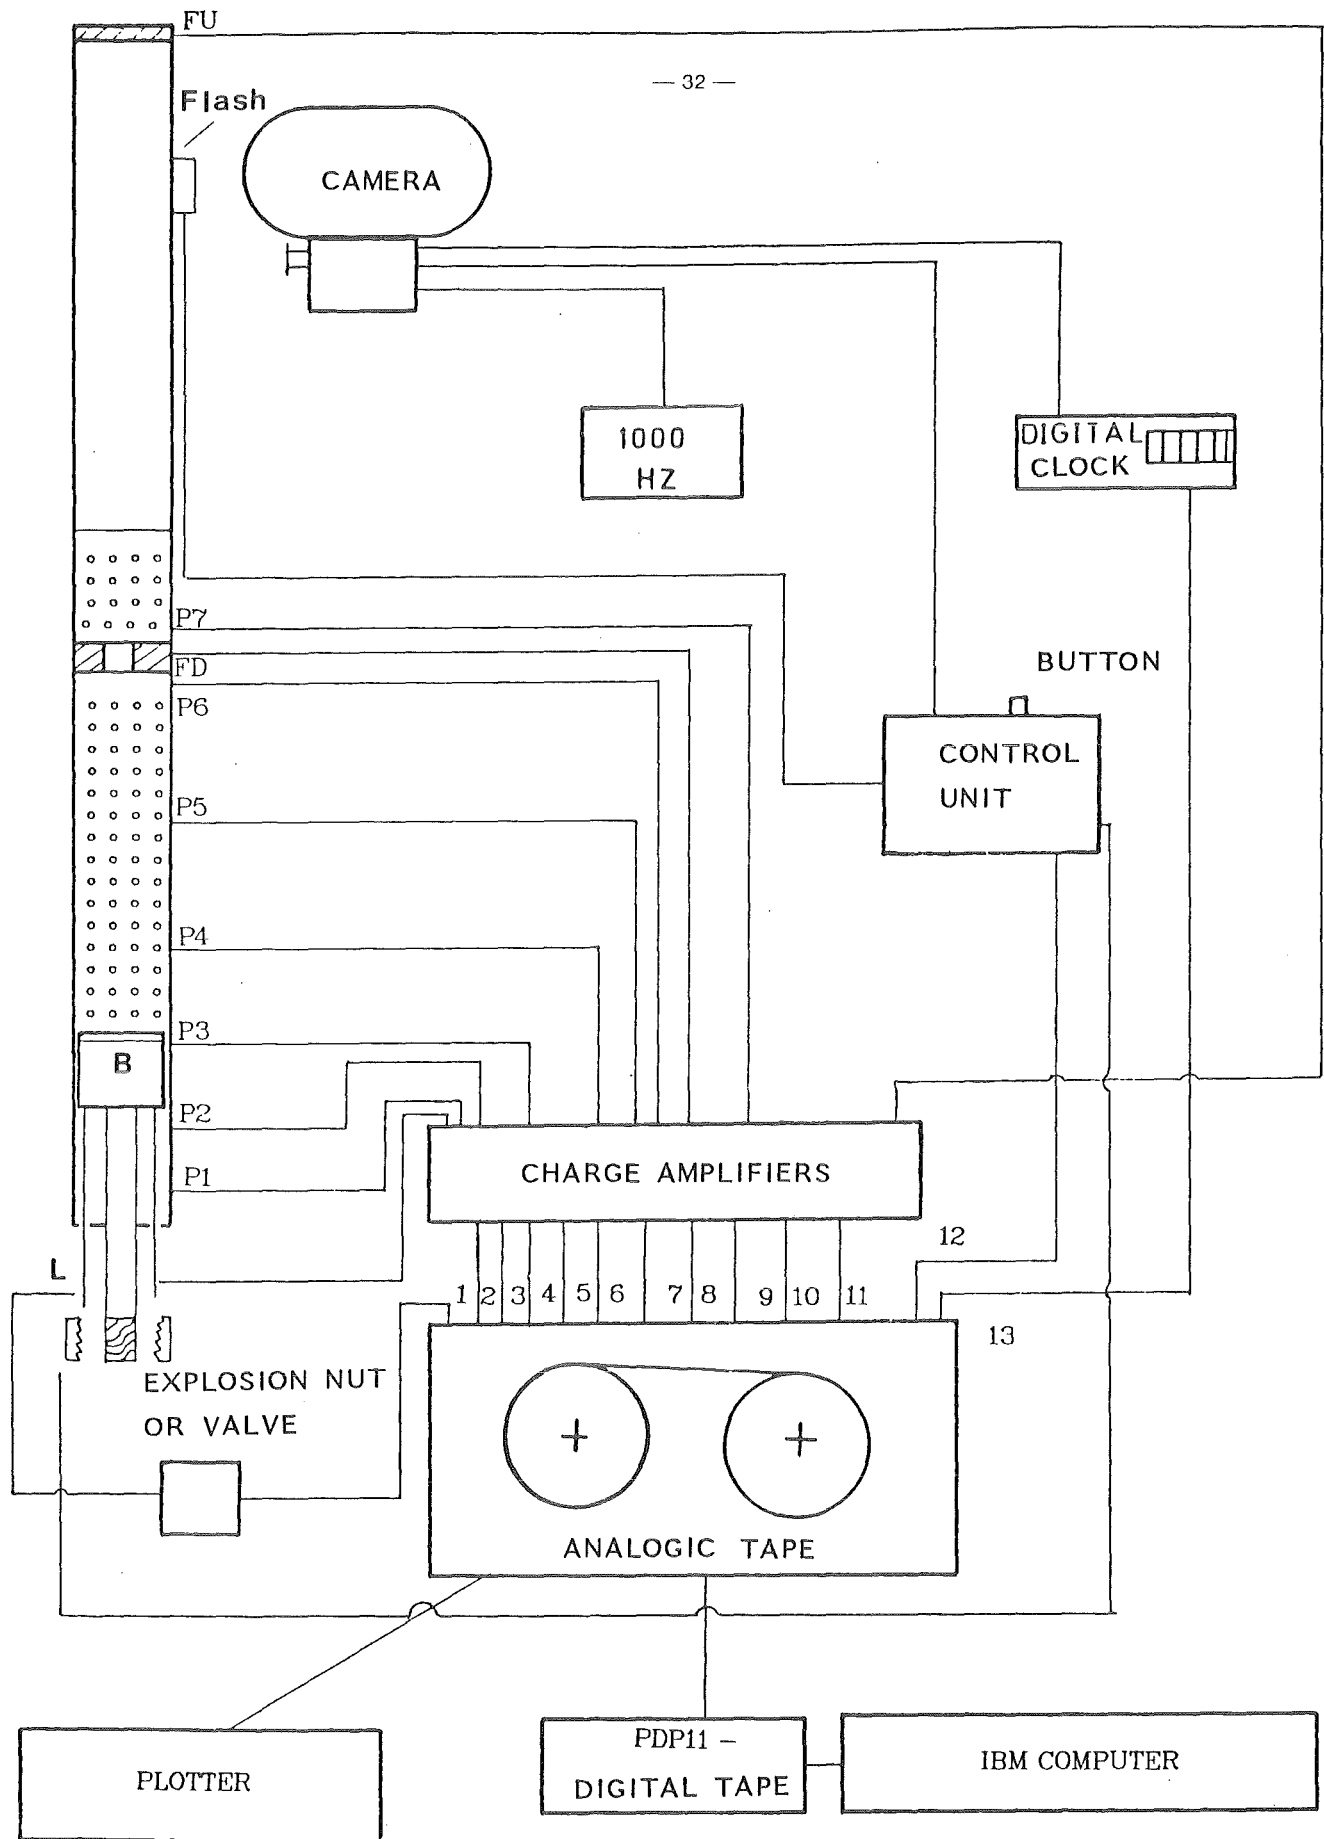 FU
— 32 —
Flash
CAMERA
1000
HZ
DIGITAL
CLOCK
P7
FD
BUTTON
P6
CONTROL
UNIT
P5
P4
P3
B
P2
P1
CHARGE AMPLIFIERS
12
L
1 2 3 4 5 6 7 8 9 10 11
13
EXPLOSION NUT
OR VALVE
ANALOGIC TAPE
PLOTTER
PDP11 –
DIGITAL TAPE
IBM COMPUTER